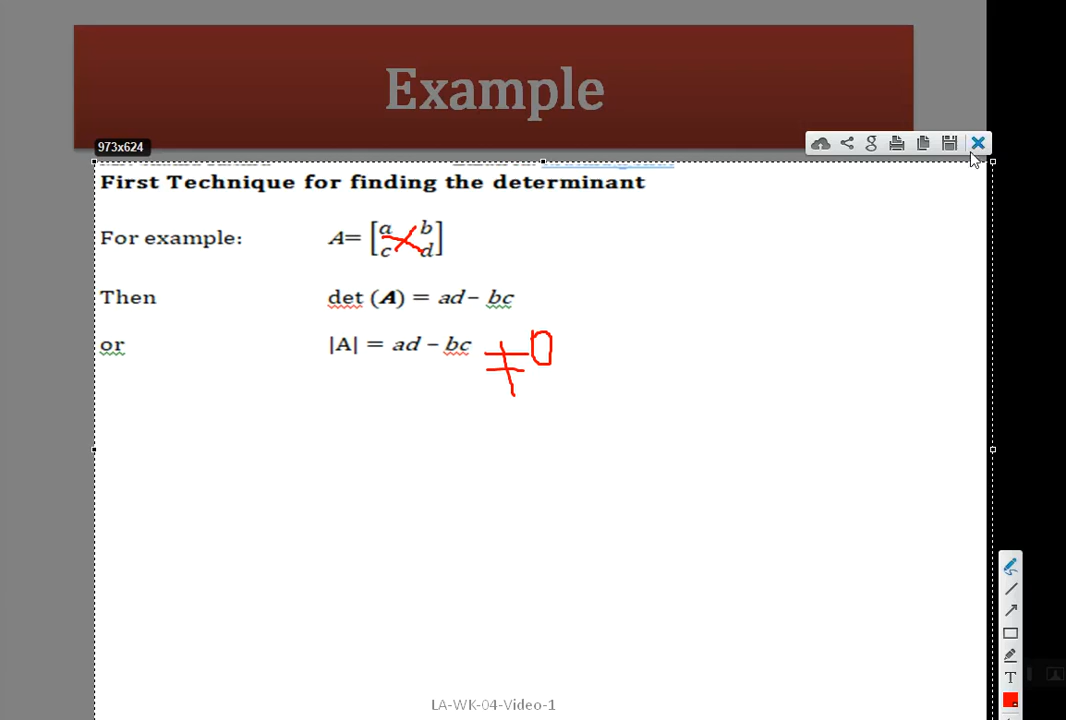 Example
973x624
First Technique for finding the determinant
For example: A= [a b
c d]
Then det (A) = ad − bc
or |A| = ad − bc ≠ 0
LA-WK-04-Video-1